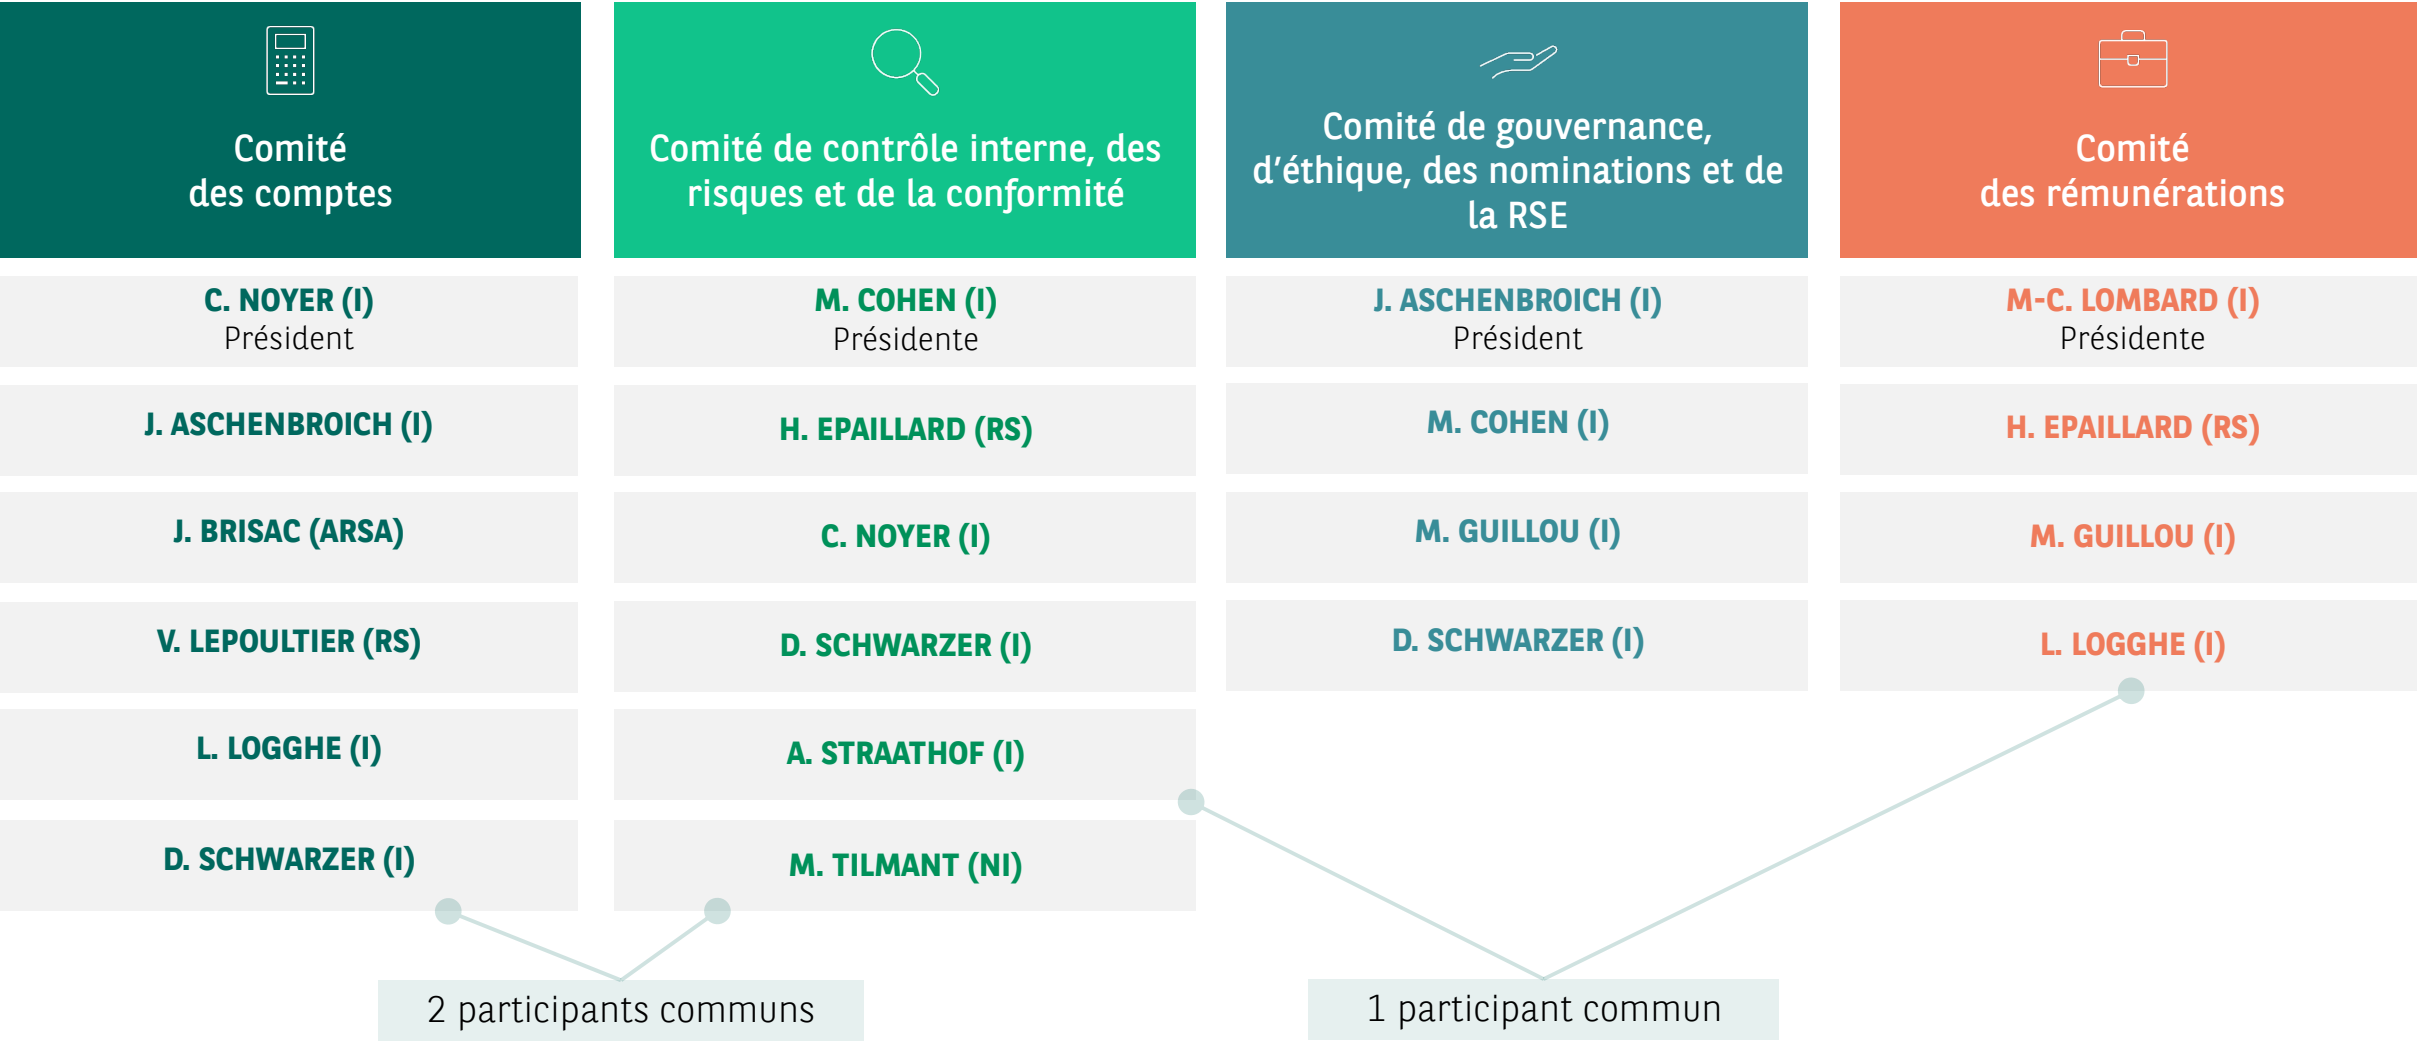 Comité
des comptes
C. NOYER (I)
Président
J. ASCHENBROICH (I)
J. BRISAC (ARSA)
V. LEPOULTIER (RS)
L. LOGGHE (I)
D. SCHWARZER (I)
Comité de contrôle interne, des
risques et de la conformité
M. COHEN (I)
Présidente
H. EPAILLARD (RS)
C. NOYER (I)
D. SCHWARZER (I)
A. STRAATHOF (I)
M. TILMANT (NI)
Comité de gouvernance,
d'éthique, des nominations et de
la RSE
J. ASCHENBROICH (I)
Président
M. COHEN (I)
M. GUILLOU (I)
D. SCHWARZER (I)
Comité
des rémunérations
M-C. LOMBARD (I)
Présidente
H. EPAILLARD (RS)
M. GUILLOU (I)
L. LOGGHE (I)
2 participants communs
1 participant commun